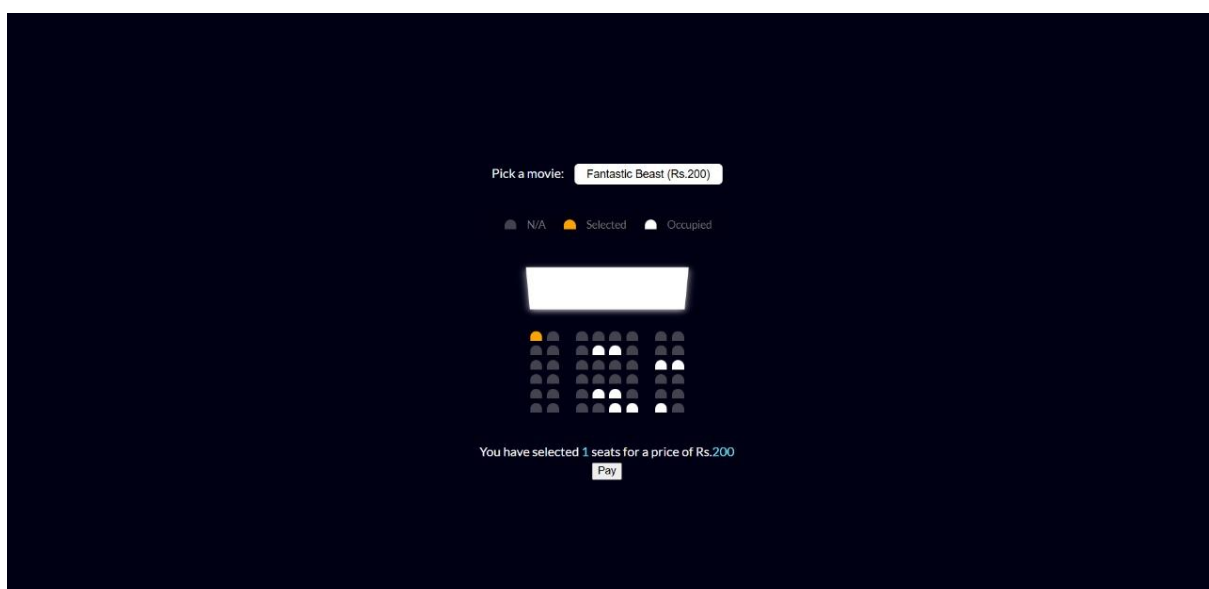 Pick a movie: Fantastic Beast (Rs.200)
N/A Selected Occupied
You have selected 1 seats for a price of Rs.200
Pay